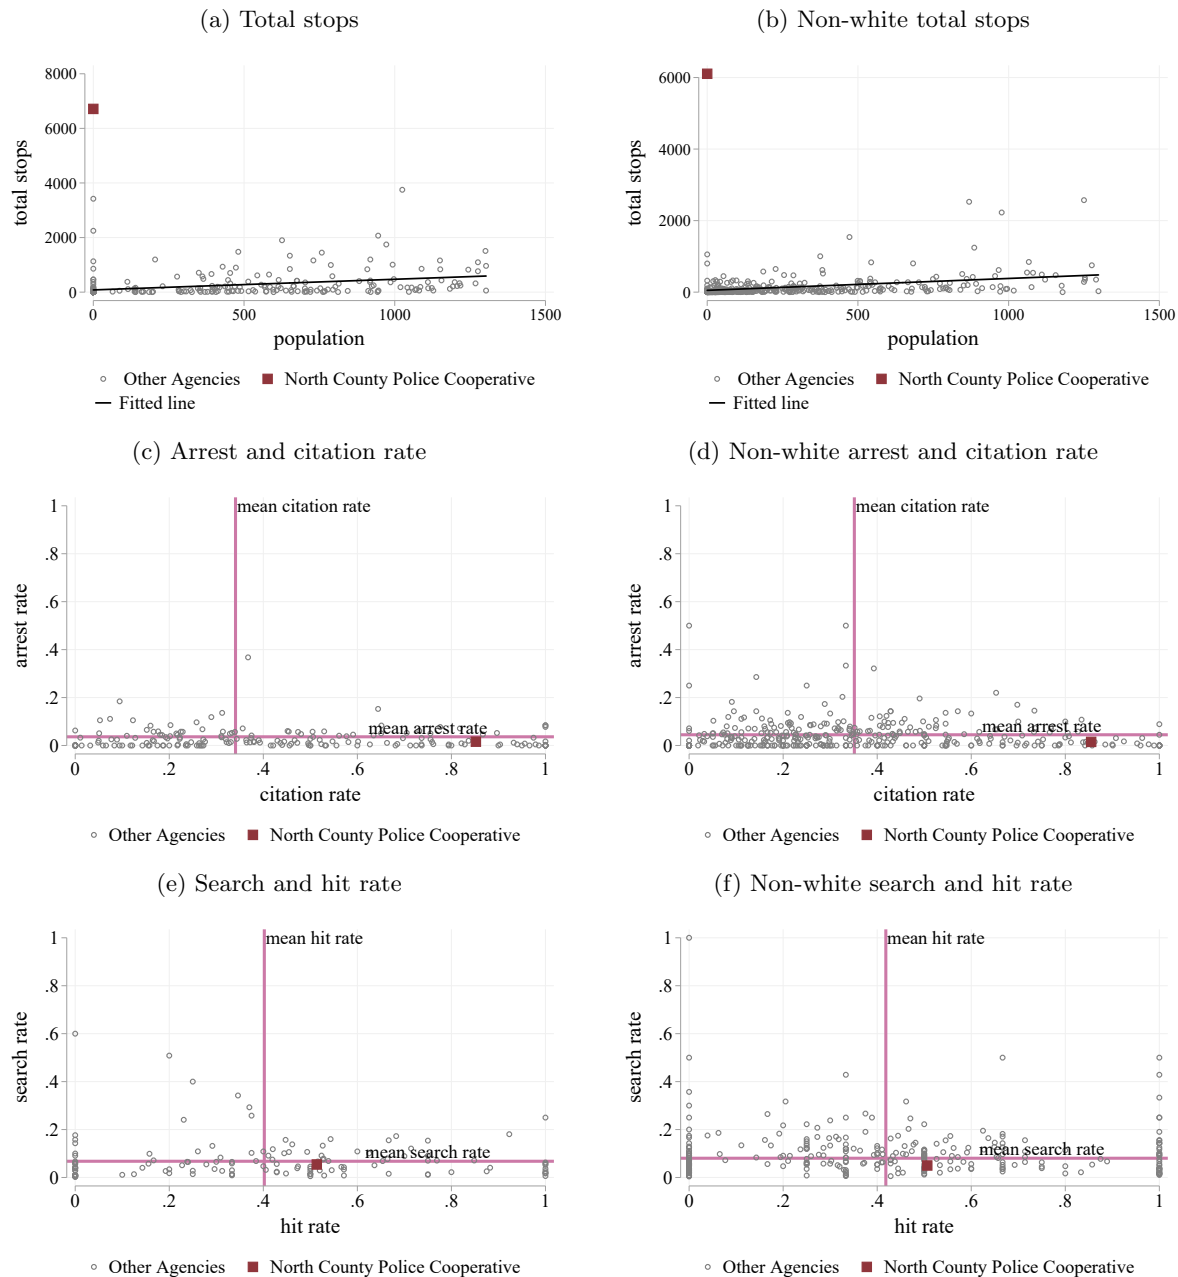 (a) Total stops
(b) Non-white total stops
total stops
8000
6000
4000
2000
0
0
500
1000
1500
population
Other Agencies
North County Police Cooperative
Fitted line
total stops
6000
4000
2000
0
0
500
1000
1500
population
Other Agencies
North County Police Cooperative
Fitted line
(c) Arrest and citation rate
(d) Non-white arrest and citation rate
arrest rate
1
.8
.6
.4
.2
0
mean citation rate
mean arrest rate
0
.2
.4
.6
.8
1
citation rate
Other Agencies
North County Police Cooperative
arrest rate
1
.8
.6
.4
.2
0
mean citation rate
mean arrest rate
0
.2
.4
.6
.8
1
citation rate
Other Agencies
North County Police Cooperative
(e) Search and hit rate
(f) Non-white search and hit rate
search rate
1
.8
.6
.4
.2
0
mean hit rate
mean search rate
0
.2
.4
.6
.8
1
hit rate
Other Agencies
North County Police Cooperative
search rate
1
.8
.6
.4
.2
0
mean hit rate
mean search rate
0
.2
.4
.6
.8
1
hit rate
Other Agencies
North County Police Cooperative